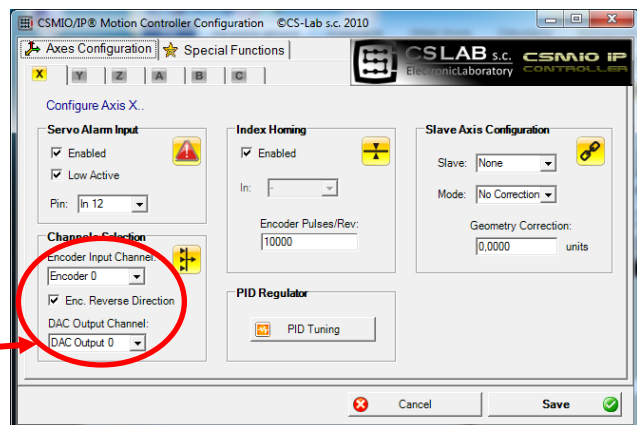 CSMIO/IP® Motion Controller Configuration ©CS-Lab s.c. 2010
Axes Configuration
Special Functions
CSLAB s.c.
ElectronicLaboratory
CSMIO IP
CONTROLLER
X
Y
Z
A
B
C
Configure Axis X..
Servo Alarm Input
Enabled
Low Active
Pin: In 12
Channels Selection
Encoder Input Channel:
Encoder 0
Enc. Reverse Direction
DAC Output Channel:
DAC Output 0
Index Homing
Enabled
In: -
Encoder Pulses/Rev:
10000
PID Regulator
PID Tuning
Slave Axis Configuration
Slave: None
Mode: No Correction
Geometry Correction:
0,0000 units
Cancel
Save